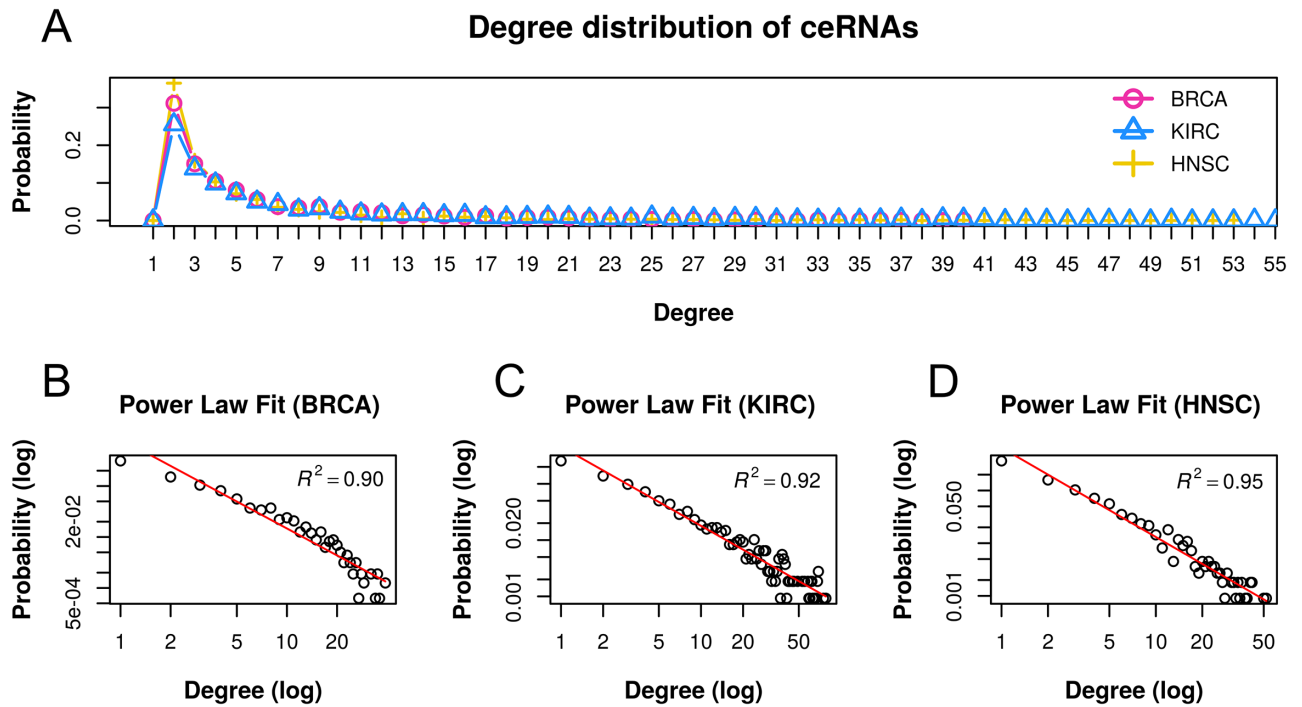 A
Degree distribution of ceRNAs
Probability
0.2
0.0
BRCA
KIRC
HNSC
1 3 5 7 9 11 13 15 17 19 21 23 25 27 29 31 33 35 37 39 41 43 45 47 49 51 53 55
Degree
B
Power Law Fit (BRCA)
Probability (log)
2e-02
5e-04
R² = 0.90
1 2 5 10 20
Degree (log)
C
Power Law Fit (KIRC)
Probability (log)
0.020
0.001
R² = 0.92
1 2 5 10 20 50
Degree (log)
D
Power Law Fit (HNSC)
Probability (log)
0.050
0.001
R² = 0.95
1 2 5 10 20 50
Degree (log)